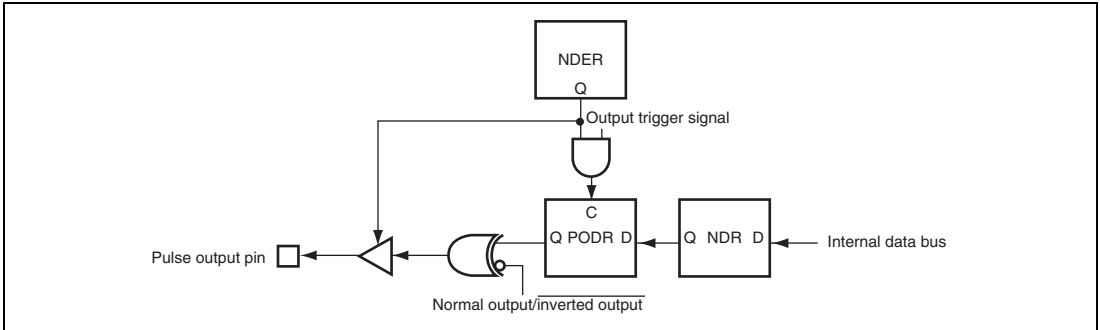 NDER
Q
Output trigger signal
C
Q PODR D
Q NDR D
Internal data bus
Pulse output pin
Normal output/inverted output